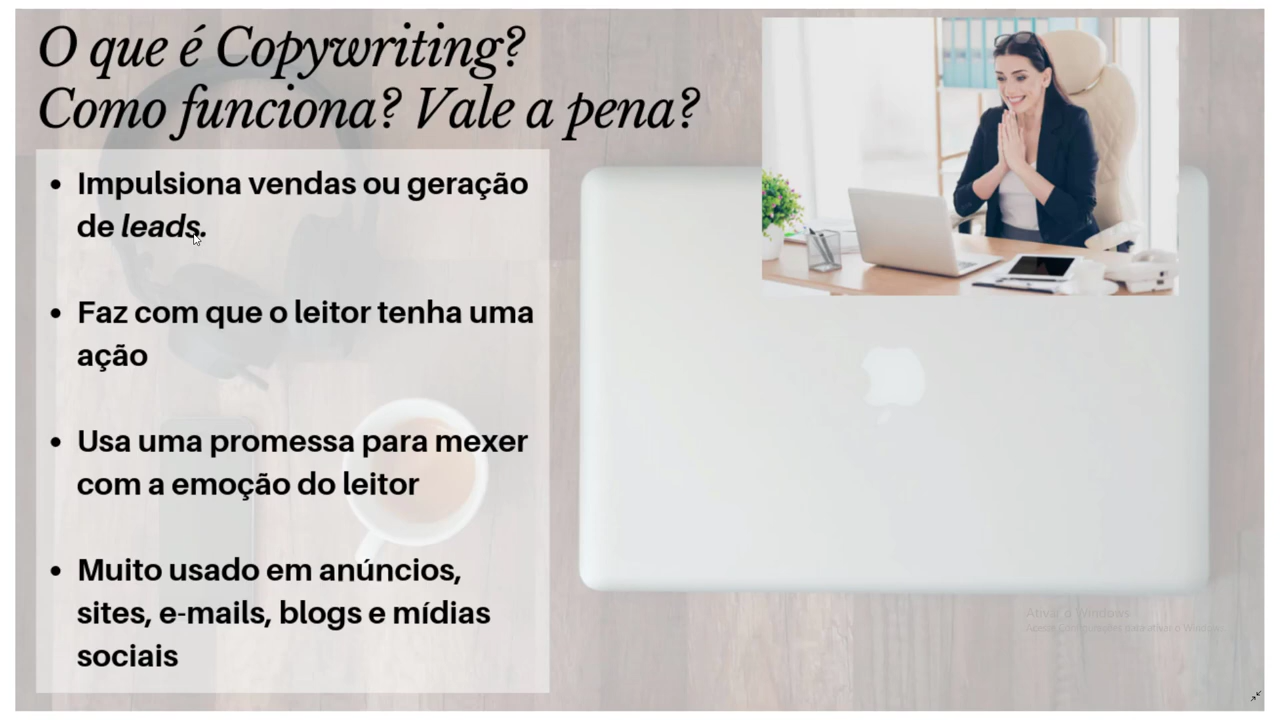 O que é Copywriting?
Como funciona? Vale a pena?
• Impulsiona vendas ou geração
de leads.
• Faz com que o leitor tenha uma
ação
• Usa uma promessa para mexer
com a emoção do leitor
• Muito usado em anúncios,
sites, e-mails, blogs e mídias
sociais
Ativar o Windows